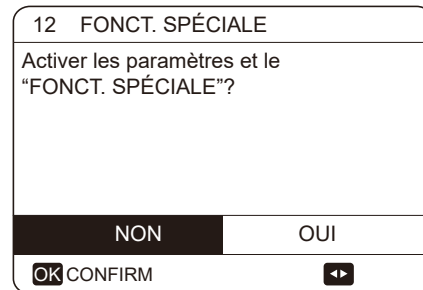 12 FONCT. SPÉCIALE
Activer les paramètres et le
“FONCT. SPÉCIALE”?
NON OUI
OK CONFIRM